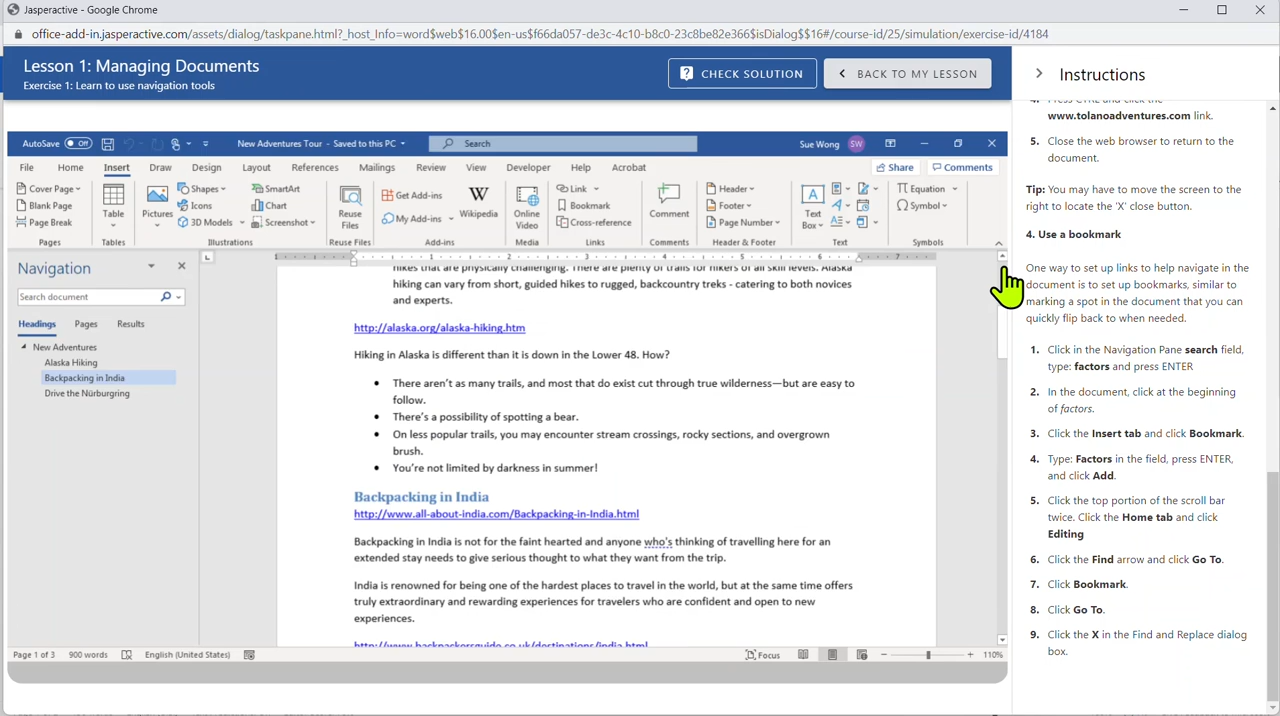 Jasperactive - Google Chrome
office-add-in.jasperactive.com/assets/dialog/taskpane.html?_host_Info=word$web$16.00$en-us$f66da057-de3c-4c10-b8c0-23c8be82e366$isDialog$$16#/course-id/25/simulation/exercise-id/4184
Lesson 1: Managing Documents
Exercise 1: Learn to use navigation tools
CHECK SOLUTION
BACK TO MY LESSON
AutoSave Off
New Adventures Tour - Saved to this PC
Search
Sue Wong SW
File Home Insert Draw Design Layout References Mailings Review View Developer Help Acrobat
Share Comments
Cover Page
Blank Page
Page Break
Pages
Table
Tables
Pictures
Shapes
Icons
3D Models
SmartArt
Chart
Screenshot
Illustrations
Reuse Files
Reuse Files
Get Add-ins
My Add-ins
Wikipedia
Add-ins
Online Video
Media
Link
Bookmark
Cross-reference
Links
Comment
Comments
Header
Footer
Page Number
Header & Footer
Text Box
Text
Equation
Symbol
Symbols
Navigation
Search document
Headings Pages Results
New Adventures
Alaska Hiking
Backpacking in India
Drive the Nürburgring
1 1 2 3 4 5 7
hikes that are physically challenging. There are plenty of trails for hikers of all skill levels. Alaska
hiking can vary from short, guided hikes to rugged, backcountry treks - catering to both novices
and experts.
http://alaska.org/alaska-hiking.htm
Hiking in Alaska is different than it is down in the Lower 48. How?
• There aren't as many trails, and most that do exist cut through true wilderness—but are easy to
follow.
• There's a possibility of spotting a bear.
• On less popular trails, you may encounter stream crossings, rocky sections, and overgrown
brush.
• You're not limited by darkness in summer!
Backpacking in India
http://www.all-about-india.com/Backpacking-in-India.html
Backpacking in India is not for the faint hearted and anyone who's thinking of travelling here for an
extended stay needs to give serious thought to what they want from the trip.
India is renowned for being one of the hardest places to travel in the world, but at the same time offers
truly extraordinary and rewarding experiences for travelers who are confident and open to new
experiences.
http://www.backpackersguide.co.uk/destinations/india.html
Page 1 of 3 900 words English (United States) Focus 110%
Instructions
4. Press CTRL and click the
www.tolanoadventures.com link.
5. Close the web browser to return to the
document.
Tip: You may have to move the screen to the
right to locate the 'X' close button.
4. Use a bookmark
One way to set up links to help navigate in the
document is to set up bookmarks, similar to
marking a spot in the document that you can
quickly flip back to when needed.
1. Click in the Navigation Pane search field,
type: factors and press ENTER
2. In the document, click at the beginning
of factors.
3. Click the Insert tab and click Bookmark.
4. Type: Factors in the field, press ENTER,
and click Add.
5. Click the top portion of the scroll bar
twice. Click the Home tab and click
Editing
6. Click the Find arrow and click Go To.
7. Click Bookmark.
8. Click Go To.
9. Click the X in the Find and Replace dialog
box.